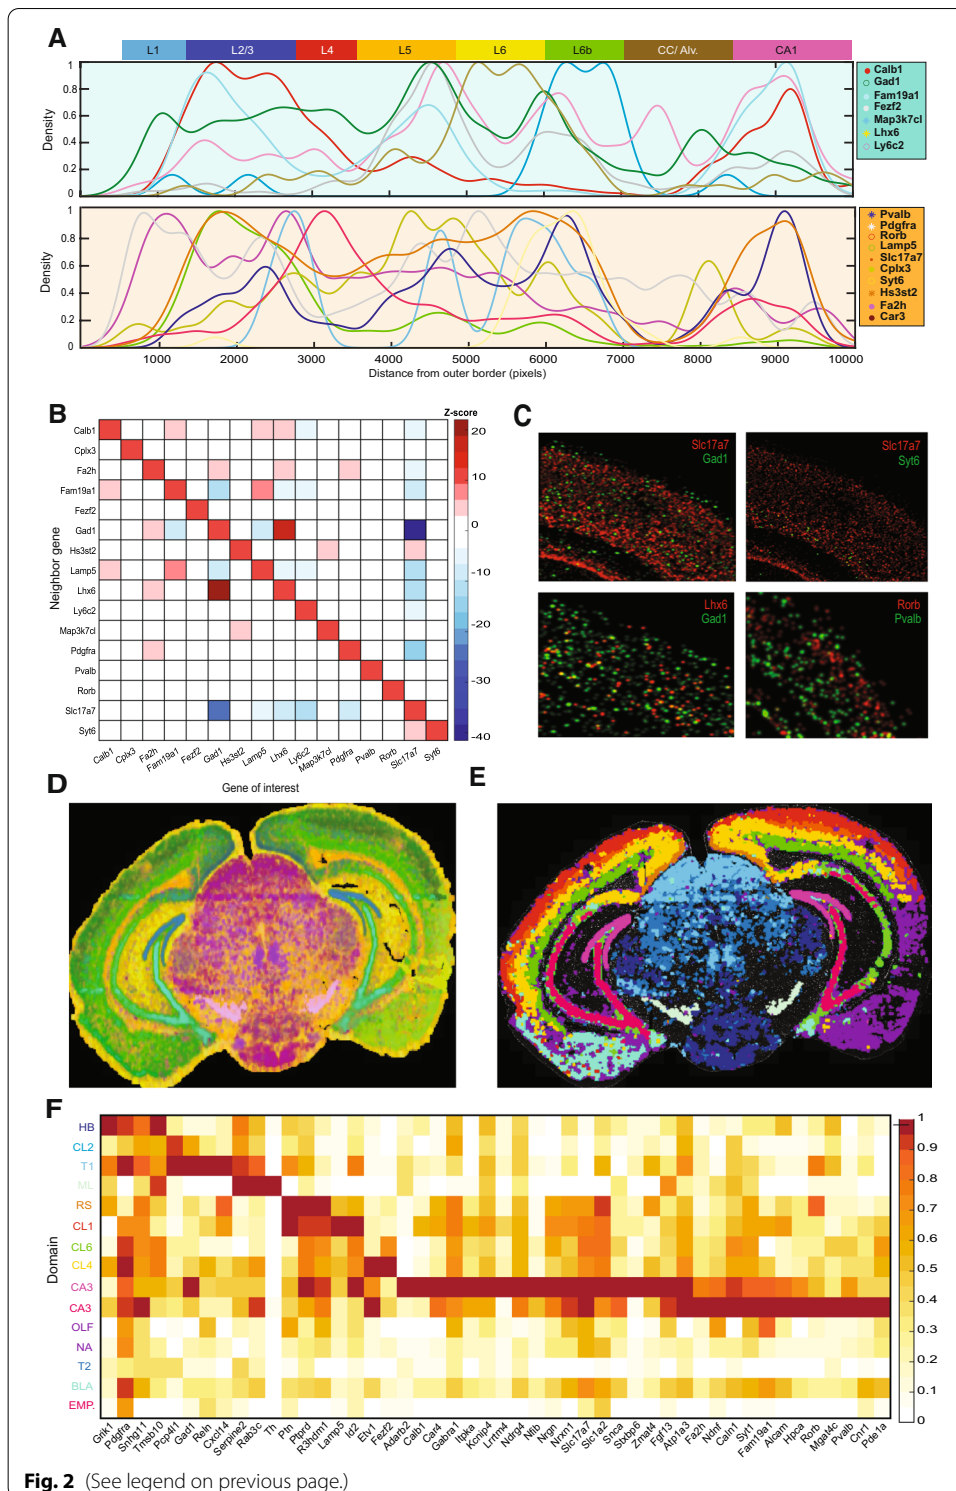 A
L1 L2/3 L4 L5 L6 L6b CC/ Alv. CA1
1
0.8
0.6
0.4
0.2
0
Density
Calb1
Gad1
Fam19a1
Fezf2
Map3k7cl
Lhx6
Ly6c2
1
0.8
0.6
0.4
0.2
0
Density
Pvalb
Pdgfra
Rorb
Lamp5
Slc17a7
Cplx3
Syt6
Hs3st2
Fa2h
Car3
1000 2000 3000 4000 5000 6000 7000 8000 9000 10000
Distance from outer border (pixels)
B
Z-score
20
10
0
-10
-20
-30
-40
Neighbor gene
Calb1
Cplx3
Fa2h
Fam19a1
Fezf2
Gad1
Hs3st2
Lamp5
Lhx6
Ly6c2
Map3k7cl
Pdgfra
Pvalb
Rorb
Slc17a7
Syt6
Calb1 Cplx3 Fa2h Fam19a1 Fezf2 Gad1 Hs3st2 Lamp5 Lhx6 Ly6c2 Map3k7cl Pdgfra Pvalb Rorb Slc17a7 Syt6
Gene of interest
C
Slc17a7
Gad1
Slc17a7
Syt6
Lhx6
Gad1
Rorb
Pvalb
D
E
F
Domain
HB
CL2
T1
ML
RS
CL1
CL6
CL4
CA3
CA3
OLF
NA
T2
BLA
EMP.
1
0.9
0.8
0.7
0.6
0.5
0.4
0.3
0.2
0.1
0
Grik1 Pdgfra Snhg11 Tmsb10 Pcp4l1 Gad1 Reln Cxcl14 Serpine2 Rab3c Th Ptn Ptprd R3hdm1 Lamp5 Id2 Etv1 Fezf2 Adarb2 Calb1 Car4 Gabra1 Itpka Kcnip4 Lrrtm4 Ndrg4 Nfib Nrgn Nrxn1 Slc17a7 Slc1a2 Snca Stxbp6 Zmat4 Fgf13 Atp1a3 Fa2h Ndnf Calm1 Syt1 Fam19a1 Alcam Hpca Rorb Mgat4c Pvalb Cnr1 Pde1a
Fig. 2 (See legend on previous page.)